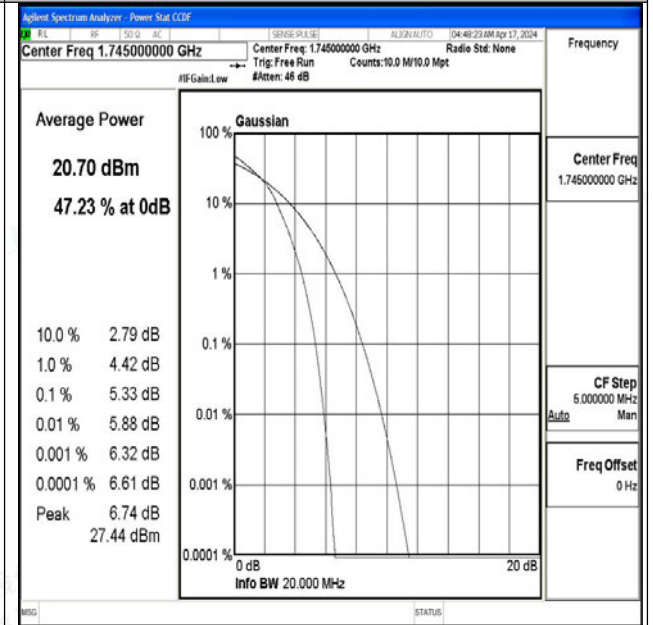 Agilent Spectrum Analyzer - Power Stat CCDF
RL RF 50 Ω AC SENSE:PULSE ALIGN AUTO 04:48:23 AM Apr 17, 2024
Center Freq 1.745000000 GHz
Center Freq: 1.745000000 GHz Radio Std: None
Trig: Free Run Counts:10.0 M/10.0 Mpt
#IFGain:Low #Atten: 46 dB
Average Power
20.70 dBm
47.23 % at 0dB
10.0 % 2.79 dB
1.0 % 4.42 dB
0.1 % 5.33 dB
0.01 % 5.88 dB
0.001 % 6.32 dB
0.0001 % 6.61 dB
Peak 6.74 dB
27.44 dBm
Gaussian
100 %
10 %
1 %
0.1 %
0.01 %
0.001 %
0.0001 %
0 dB 20 dB
Info BW 20.000 MHz
Frequency
Center Freq
1.745000000 GHz
CF Step
5.000000 MHz
Auto Man
Freq Offset
0 Hz
MSG STATUS